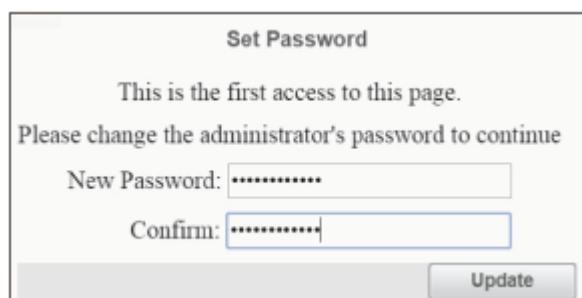 Set Password
This is the first access to this page.
Please change the administrator's password to continue
New Password: ••••••••••••
Confirm: ••••••••••••
Update